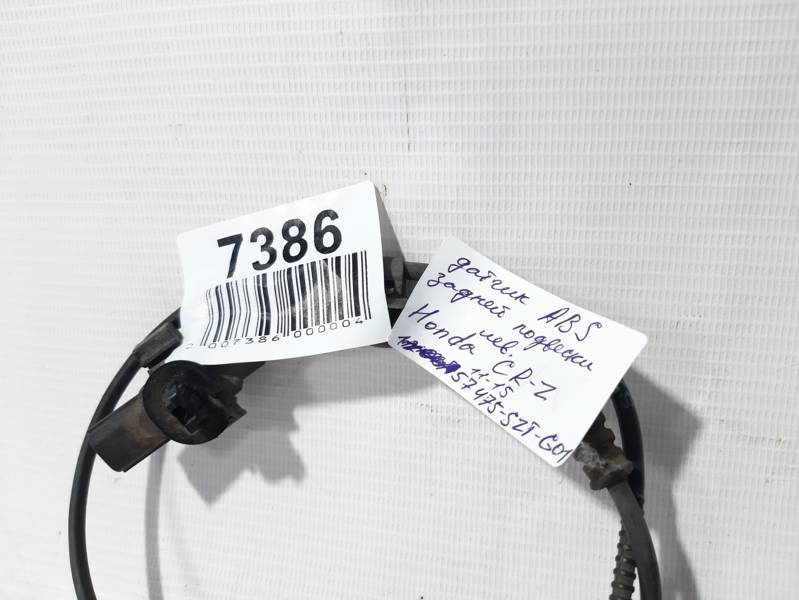 7386
2 007386 000004
датчик ABS
задней подвески
лев.
Honda CR-Z
11-15
57475-SZT-G01